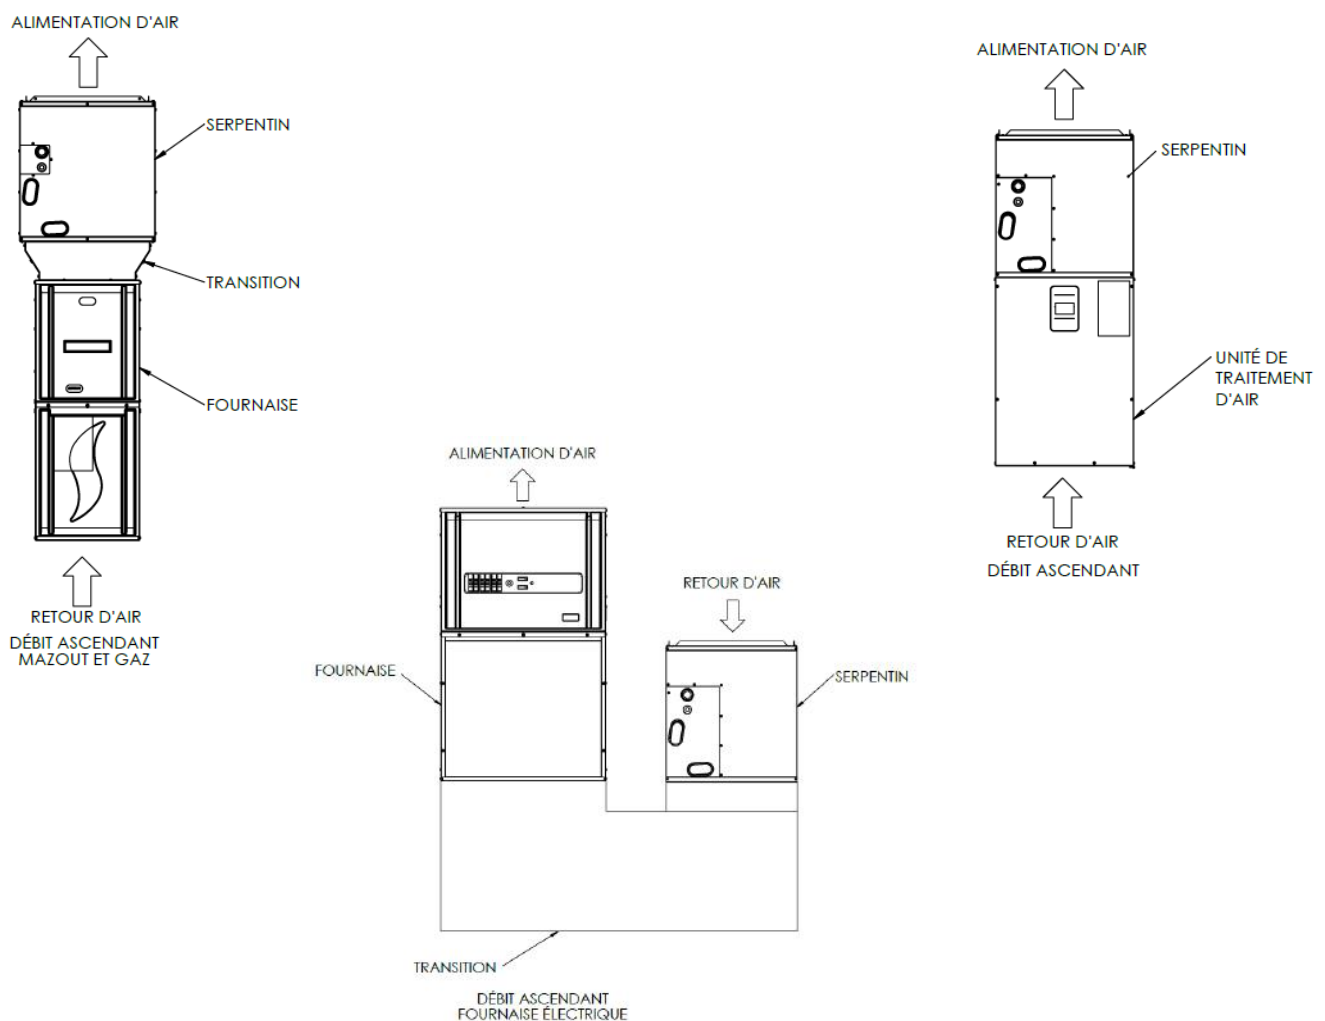 ALIMENTATION D'AIR
SERPENTIN
TRANSITION
FOURNAISE
RETOUR D'AIR
DÉBIT ASCENDANT
MAZOUT ET GAZ
ALIMENTATION D'AIR
FOURNAISE
RETOUR D'AIR
SERPENTIN
TRANSITION
DÉBIT ASCENDANT
FOURNAISE ÉLECTRIQUE
ALIMENTATION D'AIR
SERPENTIN
UNITÉ DE
TRAITEMENT
D'AIR
RETOUR D'AIR
DÉBIT ASCENDANT